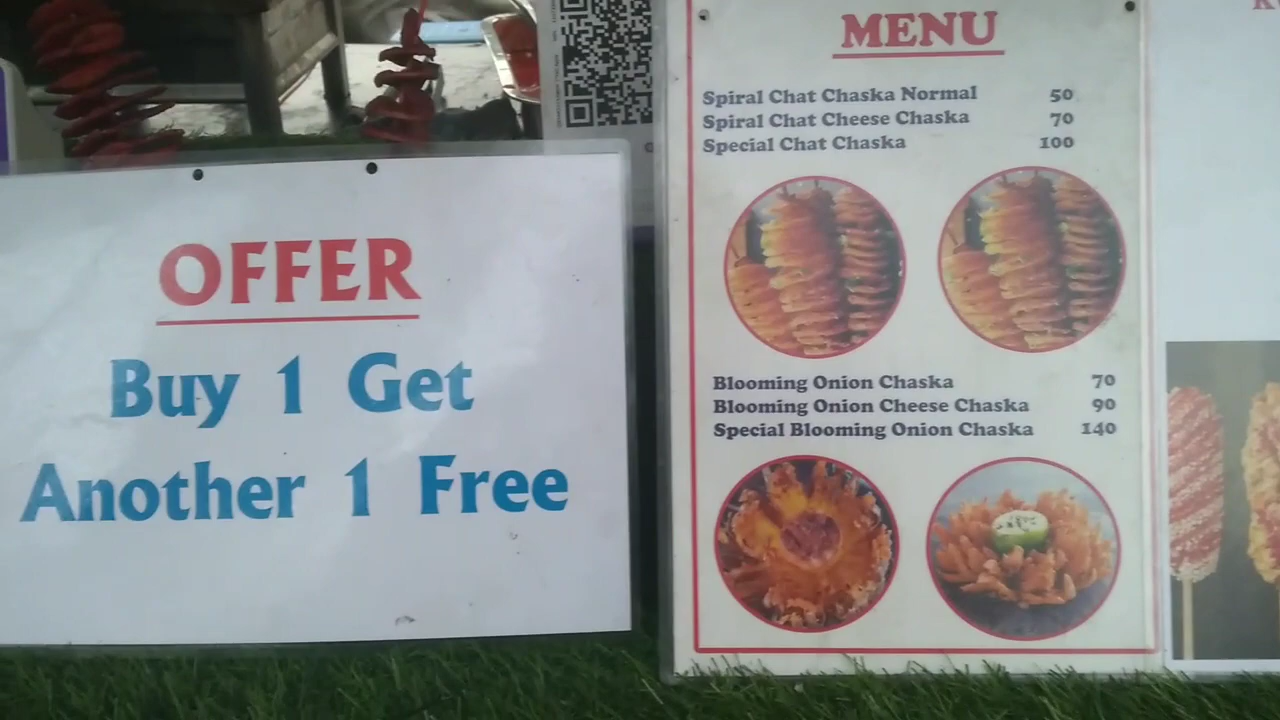 OFFER
Buy 1 Get
Another 1 Free
MENU
Spiral Chat Chaska Normal 50
Spiral Chat Cheese Chaska 70
Special Chat Chaska 100
Blooming Onion Chaska 70
Blooming Onion Cheese Chaska 90
Special Blooming Onion Chaska 140